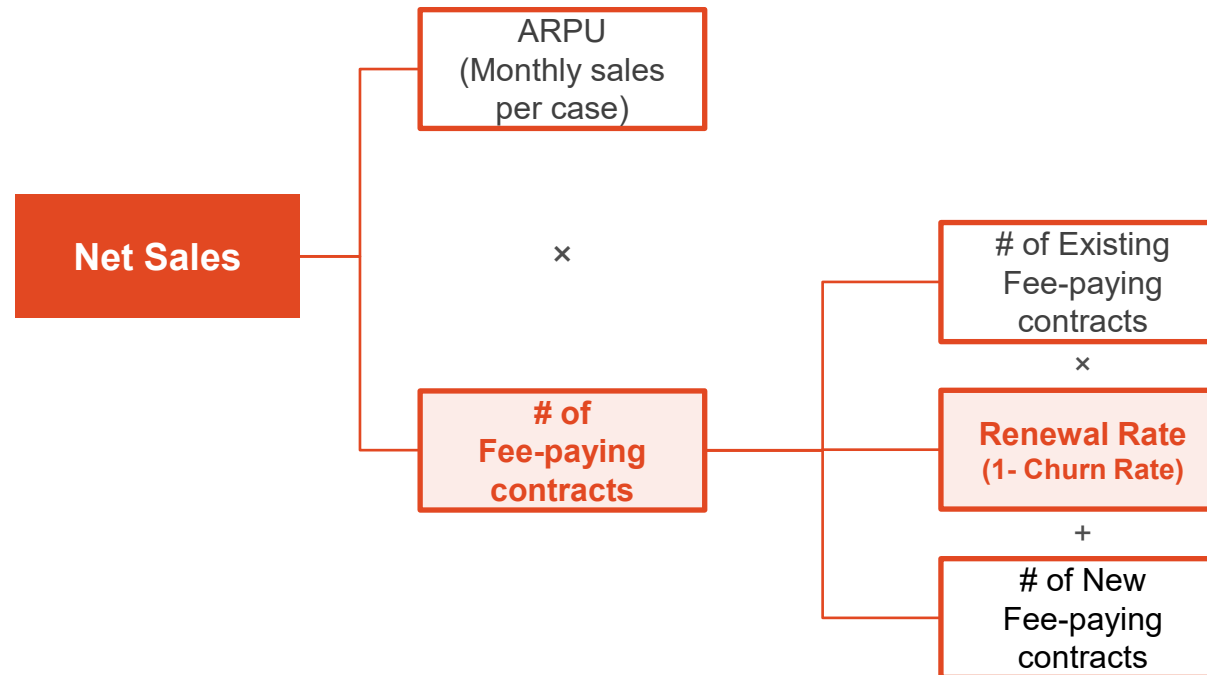 ARPU
(Monthly sales
per case)
Net Sales
×
# of
Fee-paying
contracts
# of Existing
Fee-paying
contracts
×
Renewal Rate
(1- Churn Rate)
+
# of New
Fee-paying
contracts